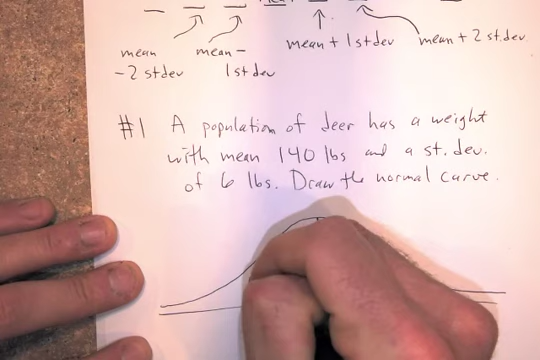 mean mean - mean + 1 st dev mean + 2 st. dev.
- 2 st dev 1 st dev
#1 A population of deer has a weight
with mean 140 lbs and a st. dev.
of 6 lbs. Draw the normal curve.